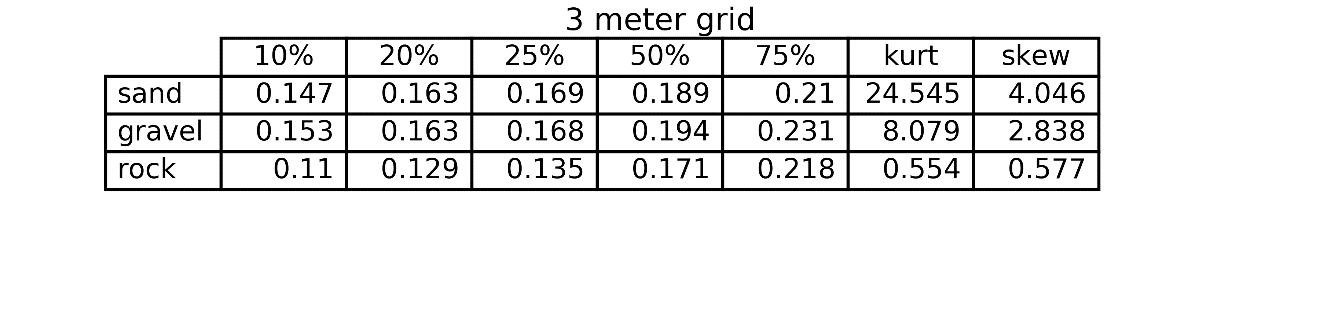 3 meter grid
10% 20% 25% 50% 75% kurt skew
sand 0.147 0.163 0.169 0.189 0.21 24.545 4.046
gravel 0.153 0.163 0.168 0.194 0.231 8.079 2.838
rock 0.11 0.129 0.135 0.171 0.218 0.554 0.577